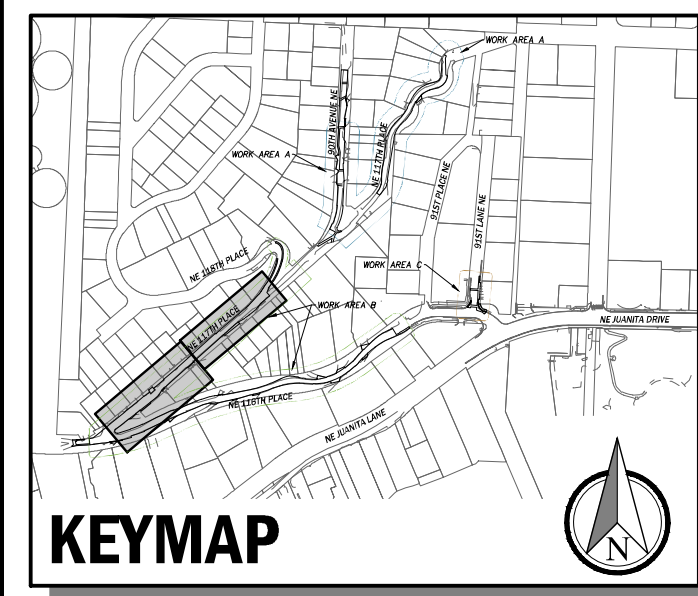 WORK AREA A
90TH AVENUE NE
NE 117TH PLACE
WORK AREA A
91ST PLACE NE
91ST LANE NE
NE 118TH PLACE
WORK AREA C
WORK AREA B
NE 117TH PLACE
NE JUANITA DRIVE
NE 116TH PLACE
NE JUANITA LANE
KEYMAP
N